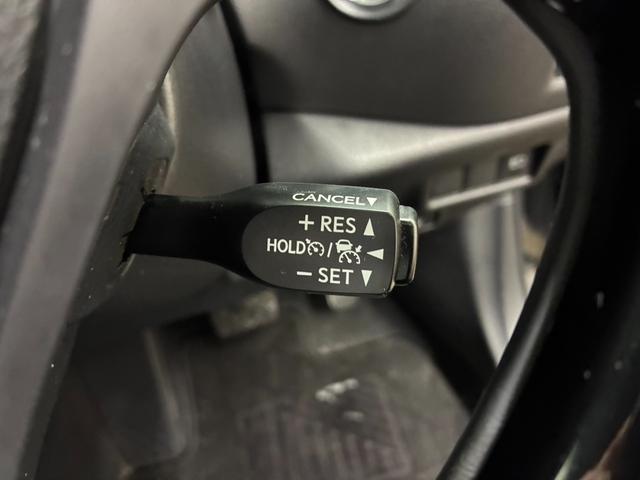 CANCEL▼
+ RES ▲
HOLD / ◄
− SET ▼